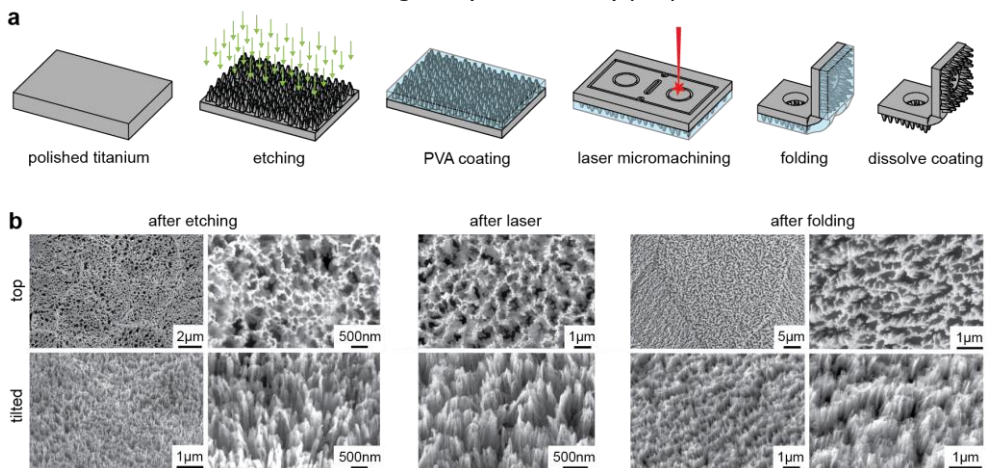 a
polished titanium
etching
PVA coating
laser micromachining
folding
dissolve coating
b
after etching
after laser
after folding
top
2μm
500nm
1μm
5μm
1μm
tilted
1μm
500nm
500nm
1μm
1μm